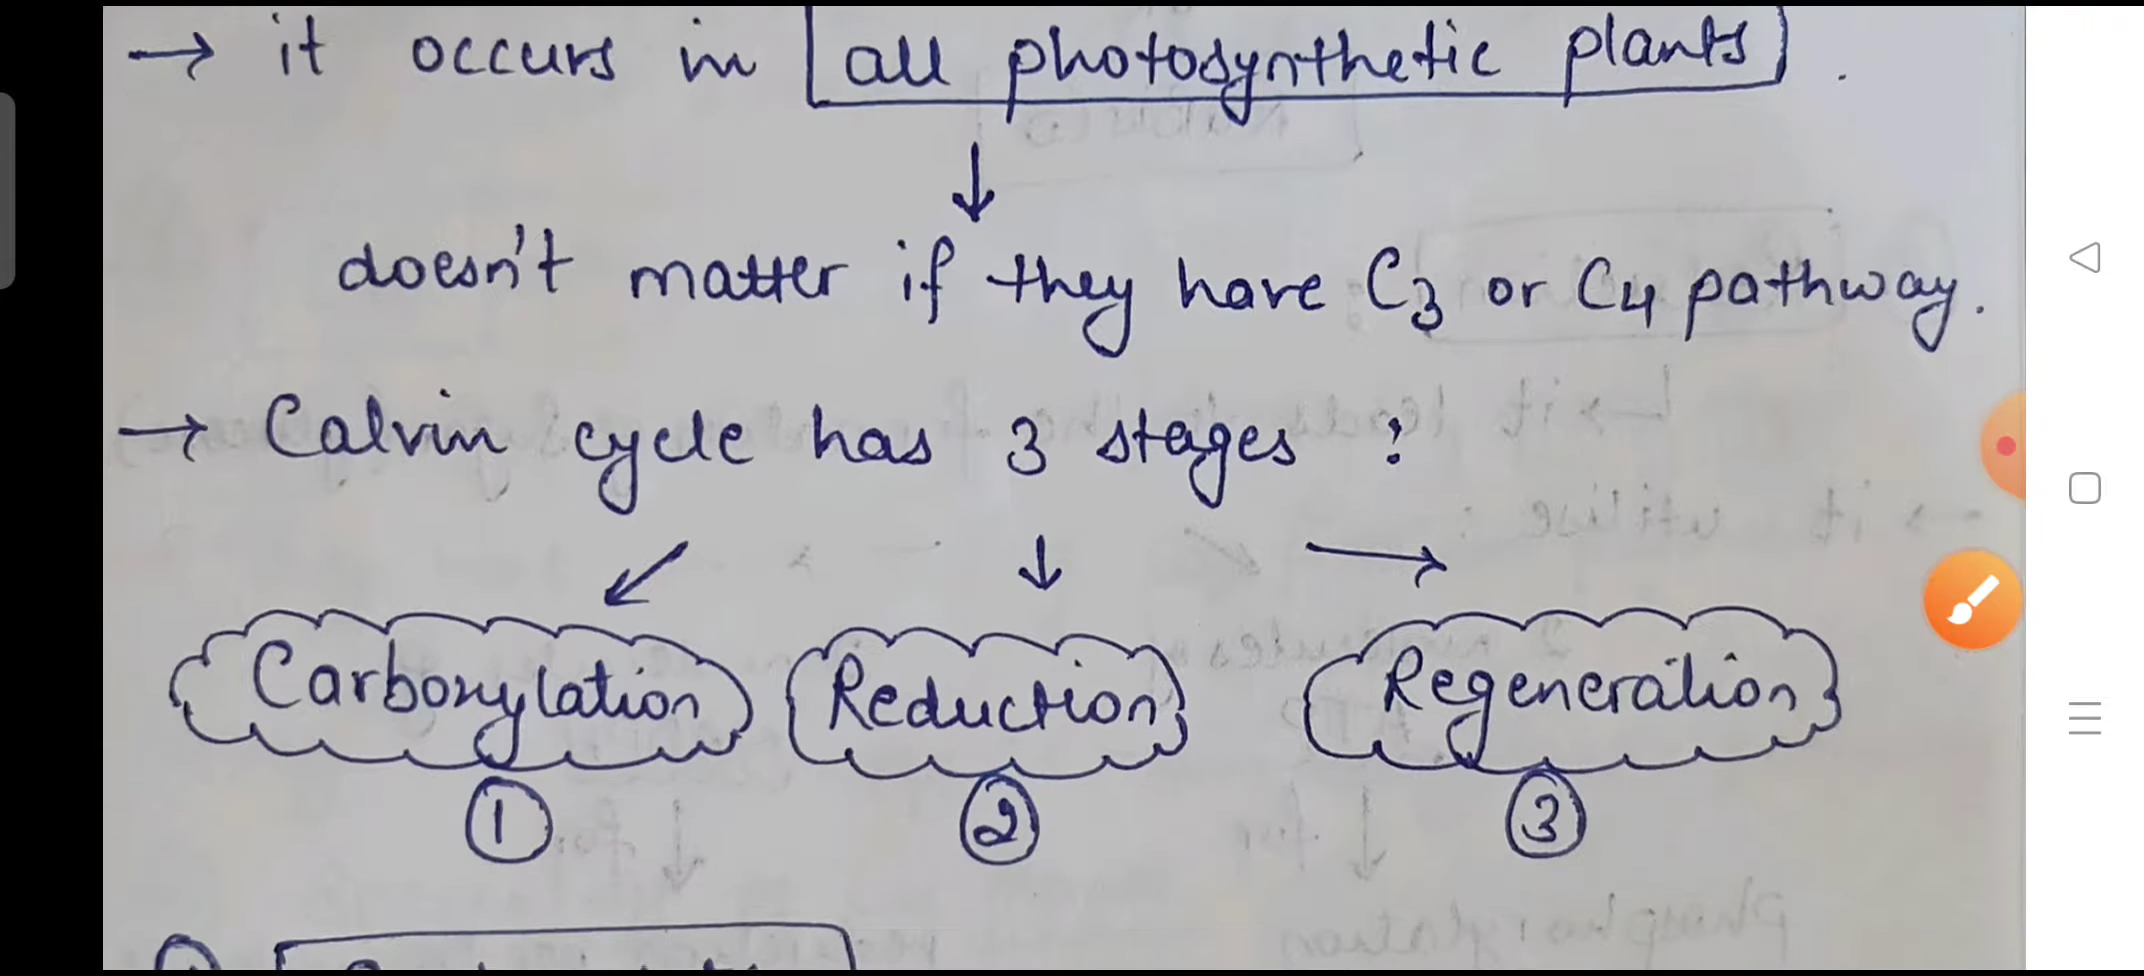 → it occurs in all photosynthetic plants.
↓
doesn't matter if they have C3 or C4 pathway.
→ Calvin cycle has 3 stages :
↙ ↓ →
Carboxylation Reduction Regeneration
1 2 3